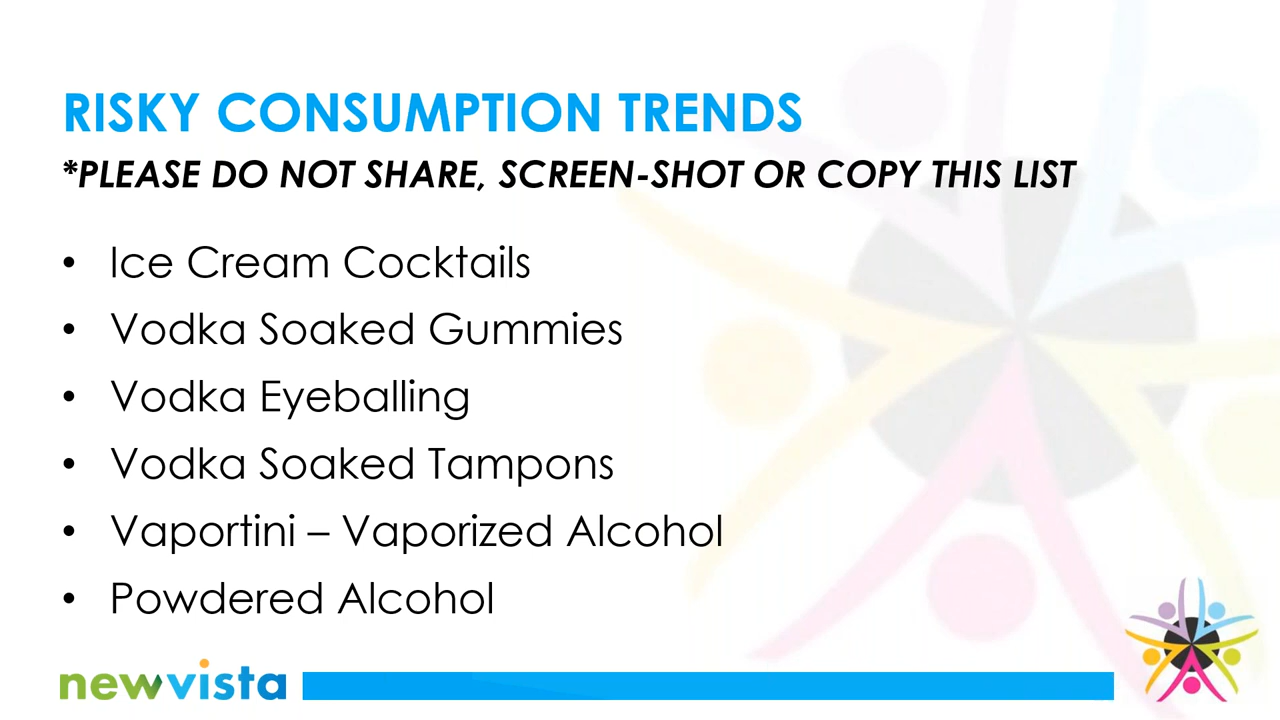 RISKY CONSUMPTION TRENDS
*PLEASE DO NOT SHARE, SCREEN-SHOT OR COPY THIS LIST
• Ice Cream Cocktails
• Vodka Soaked Gummies
• Vodka Eyeballing
• Vodka Soaked Tampons
• Vaportini – Vaporized Alcohol
• Powdered Alcohol
newvista